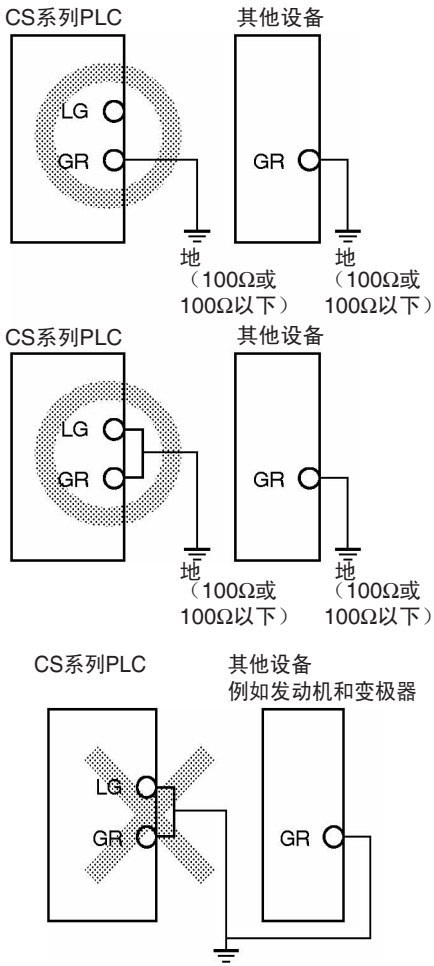 CS系列PLC
其他设备
LG
GR
GR
地
（100Ω或
100Ω以下）
地
（100Ω或
100Ω以下）
CS系列PLC
其他设备
LG
GR
GR
地
（100Ω或
100Ω以下）
地
（100Ω或
100Ω以下）
CS系列PLC
其他设备
例如发动机和变极器
LG
GR
GR